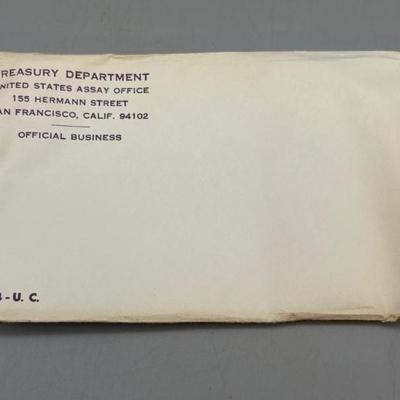 REASURY DEPARTMENT
NITED STATES ASSAY OFFICE
155 HERMANN STREET
AN FRANCISCO, CALIF. 94102
OFFICIAL BUSINESS
- U. C.